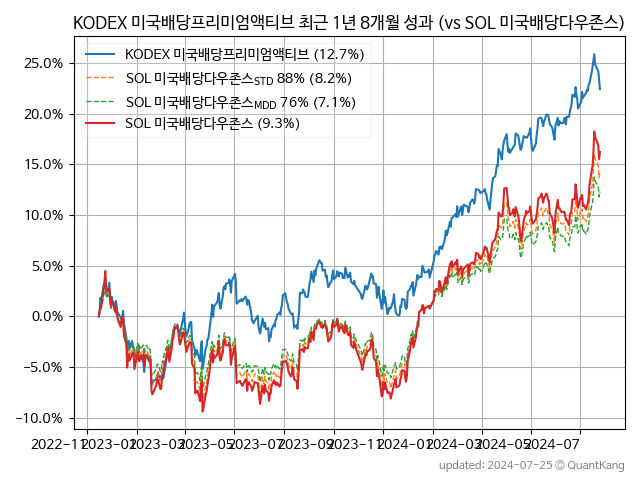 KODEX 미국배당프리미엄액티브 최근 1년 8개월 성과 (vs SOL 미국배당다우존스)
KODEX 미국배당프리미엄액티브 (12.7%)
SOL 미국배당다우존스STD 88% (8.2%)
SOL 미국배당다우존스MDD 76% (7.1%)
SOL 미국배당다우존스 (9.3%)
25.0%
20.0%
15.0%
10.0%
5.0%
0.0%
−5.0%
−10.0%
2022-11 2023-01 2023-03 2023-05 2023-07 2023-09 2023-11 2024-01 2024-03 2024-05 2024-07
updated: 2024-07-25 © QuantKang